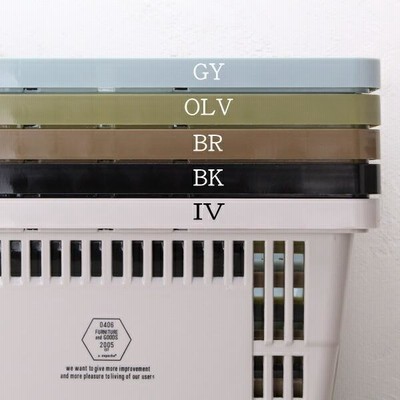 GY
OLV
BR
BK
IV
0406
FURNITURE
and GOODS
2005
we want to give more improvement
and more pleasure to living of our users